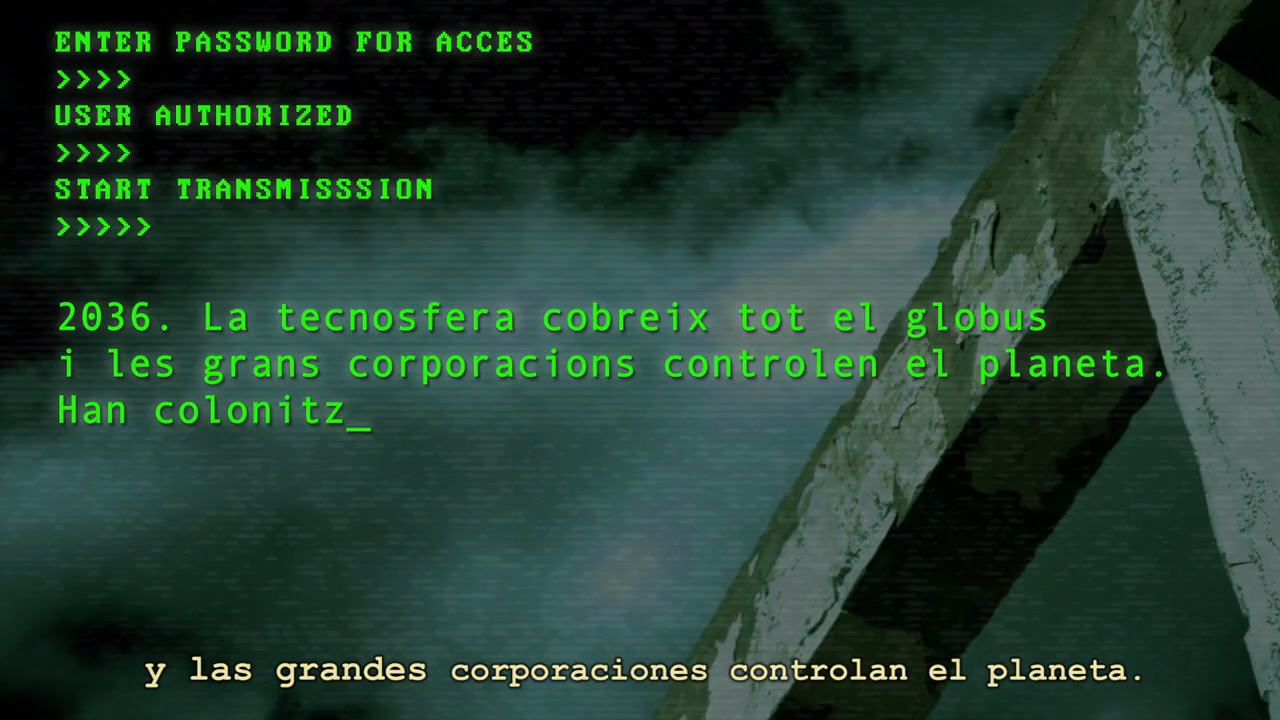 ENTER PASSWORD FOR ACCES
>>>>
USER AUTHORIZED
>>>>
START TRANSMISSSION
>>>>>
2036. La tecnosfera cobreix tot el globus
i les grans corporacions controlen el planeta.
Han colonitz_
y las grandes corporaciones controlan el planeta.